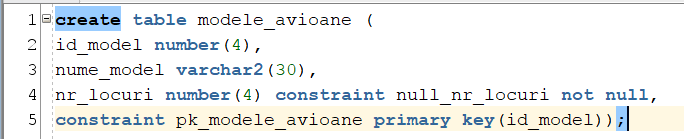 1 create table modele_avioane (
2 id_model number(4),
3 nume_model varchar2(30),
4 nr_locuri number(4) constraint null_nr_locuri not null,
5 constraint pk_modele_avioane primary key(id_model));